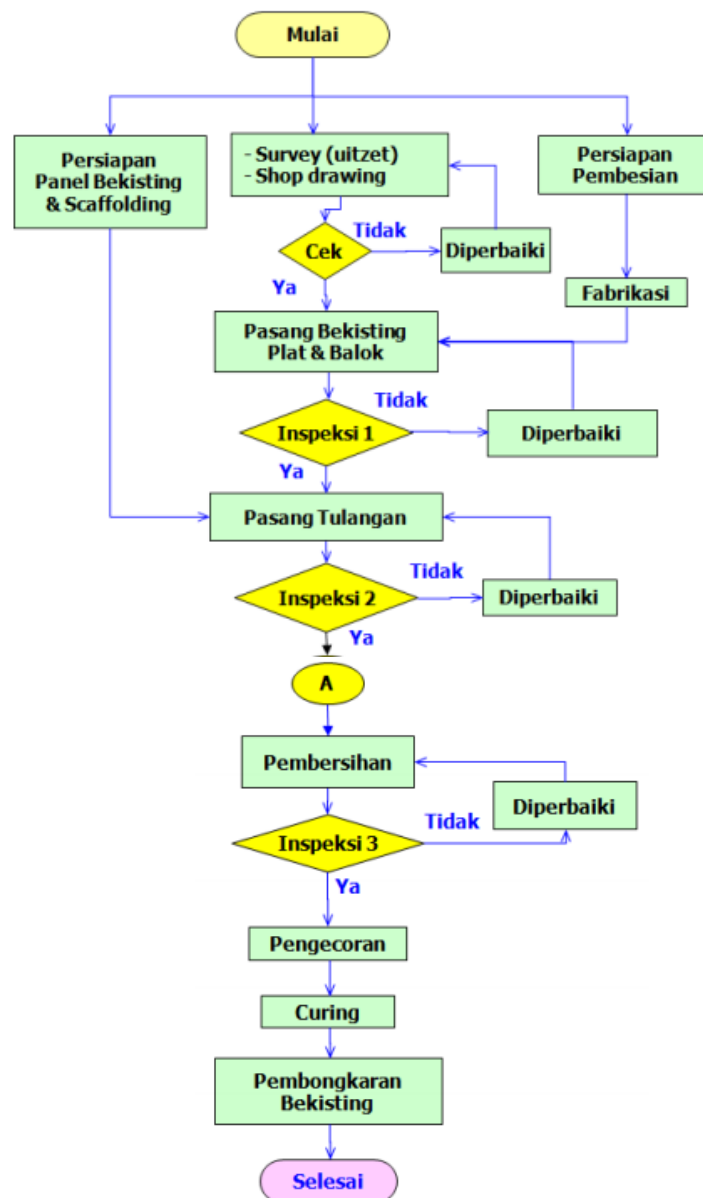 Mulai
Persiapan
Panel Bekisting
& Scaffolding
- Survey (uitzet)
- Shop drawing
Persiapan
Pembesian
Cek
Tidak
Diperbaiki
Ya
Fabrikasi
Pasang Bekisting
Plat & Balok
Tidak
Inspeksi 1
Diperbaiki
Ya
Pasang Tulangan
Tidak
Inspeksi 2
Diperbaiki
Ya
A
Pembersihan
Diperbaiki
Tidak
Inspeksi 3
Ya
Pengecoran
Curing
Pembongkaran
Bekisting
Selesai